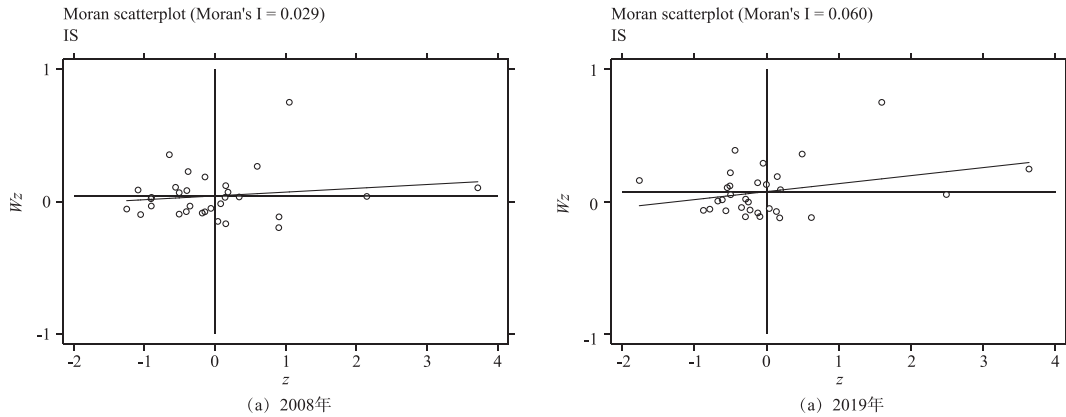 Moran scatterplot (Moran's I = 0.029)
IS
1
0
-1
Wz
-2
-1
0
1
2
3
4
z
(a) 2008年
Moran scatterplot (Moran's I = 0.060)
IS
1
0
-1
Wz
-2
-1
0
1
2
3
4
z
(a) 2019年